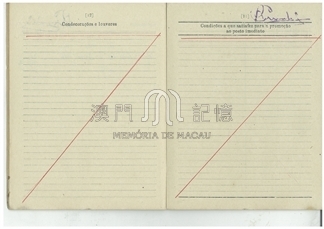 Condecorações e louvores
Condições a que satisfaz para a promoção
ao posto imediato
澳門記憶
MEMÓRIA DE MACAU